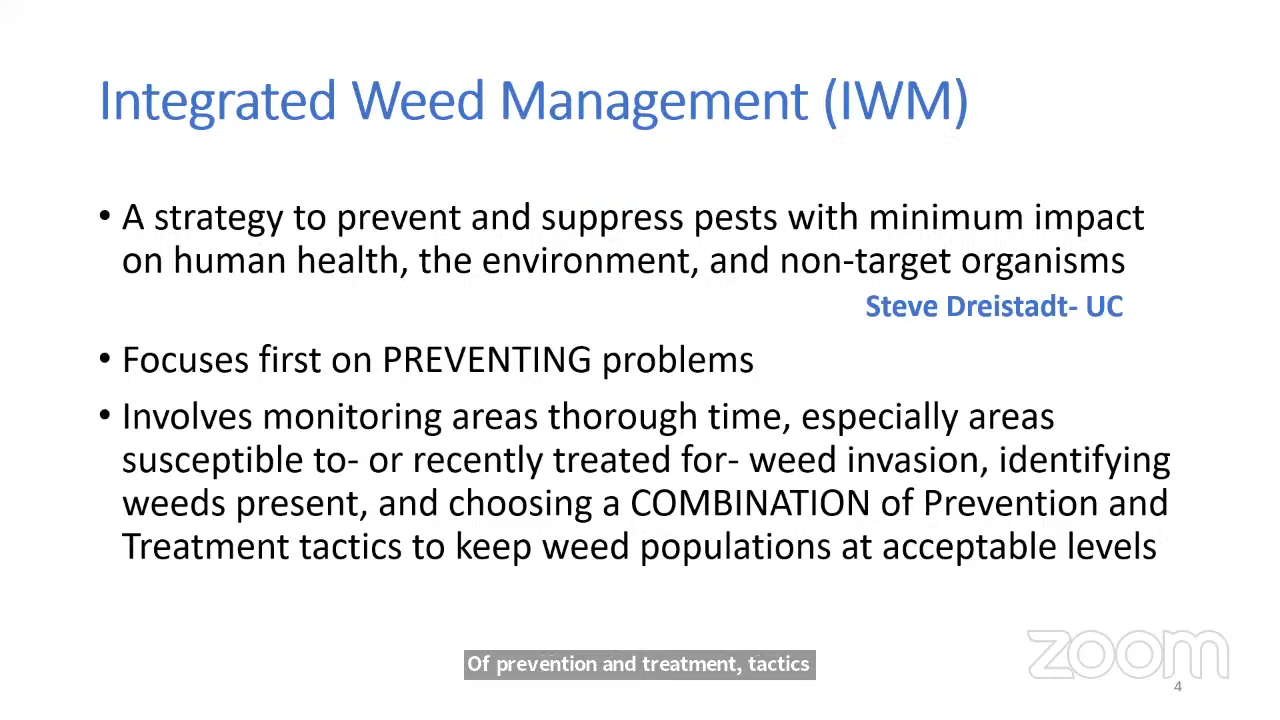 Integrated Weed Management (IWM)
• A strategy to prevent and suppress pests with minimum impact
on human health, the environment, and non-target organisms
Steve Dreistadt- UC
• Focuses first on PREVENTING problems
• Involves monitoring areas thorough time, especially areas
susceptible to- or recently treated for- weed invasion, identifying
weeds present, and choosing a COMBINATION of Prevention and
Treatment tactics to keep weed populations at acceptable levels
Of prevention and treatment, tactics
zoom
4